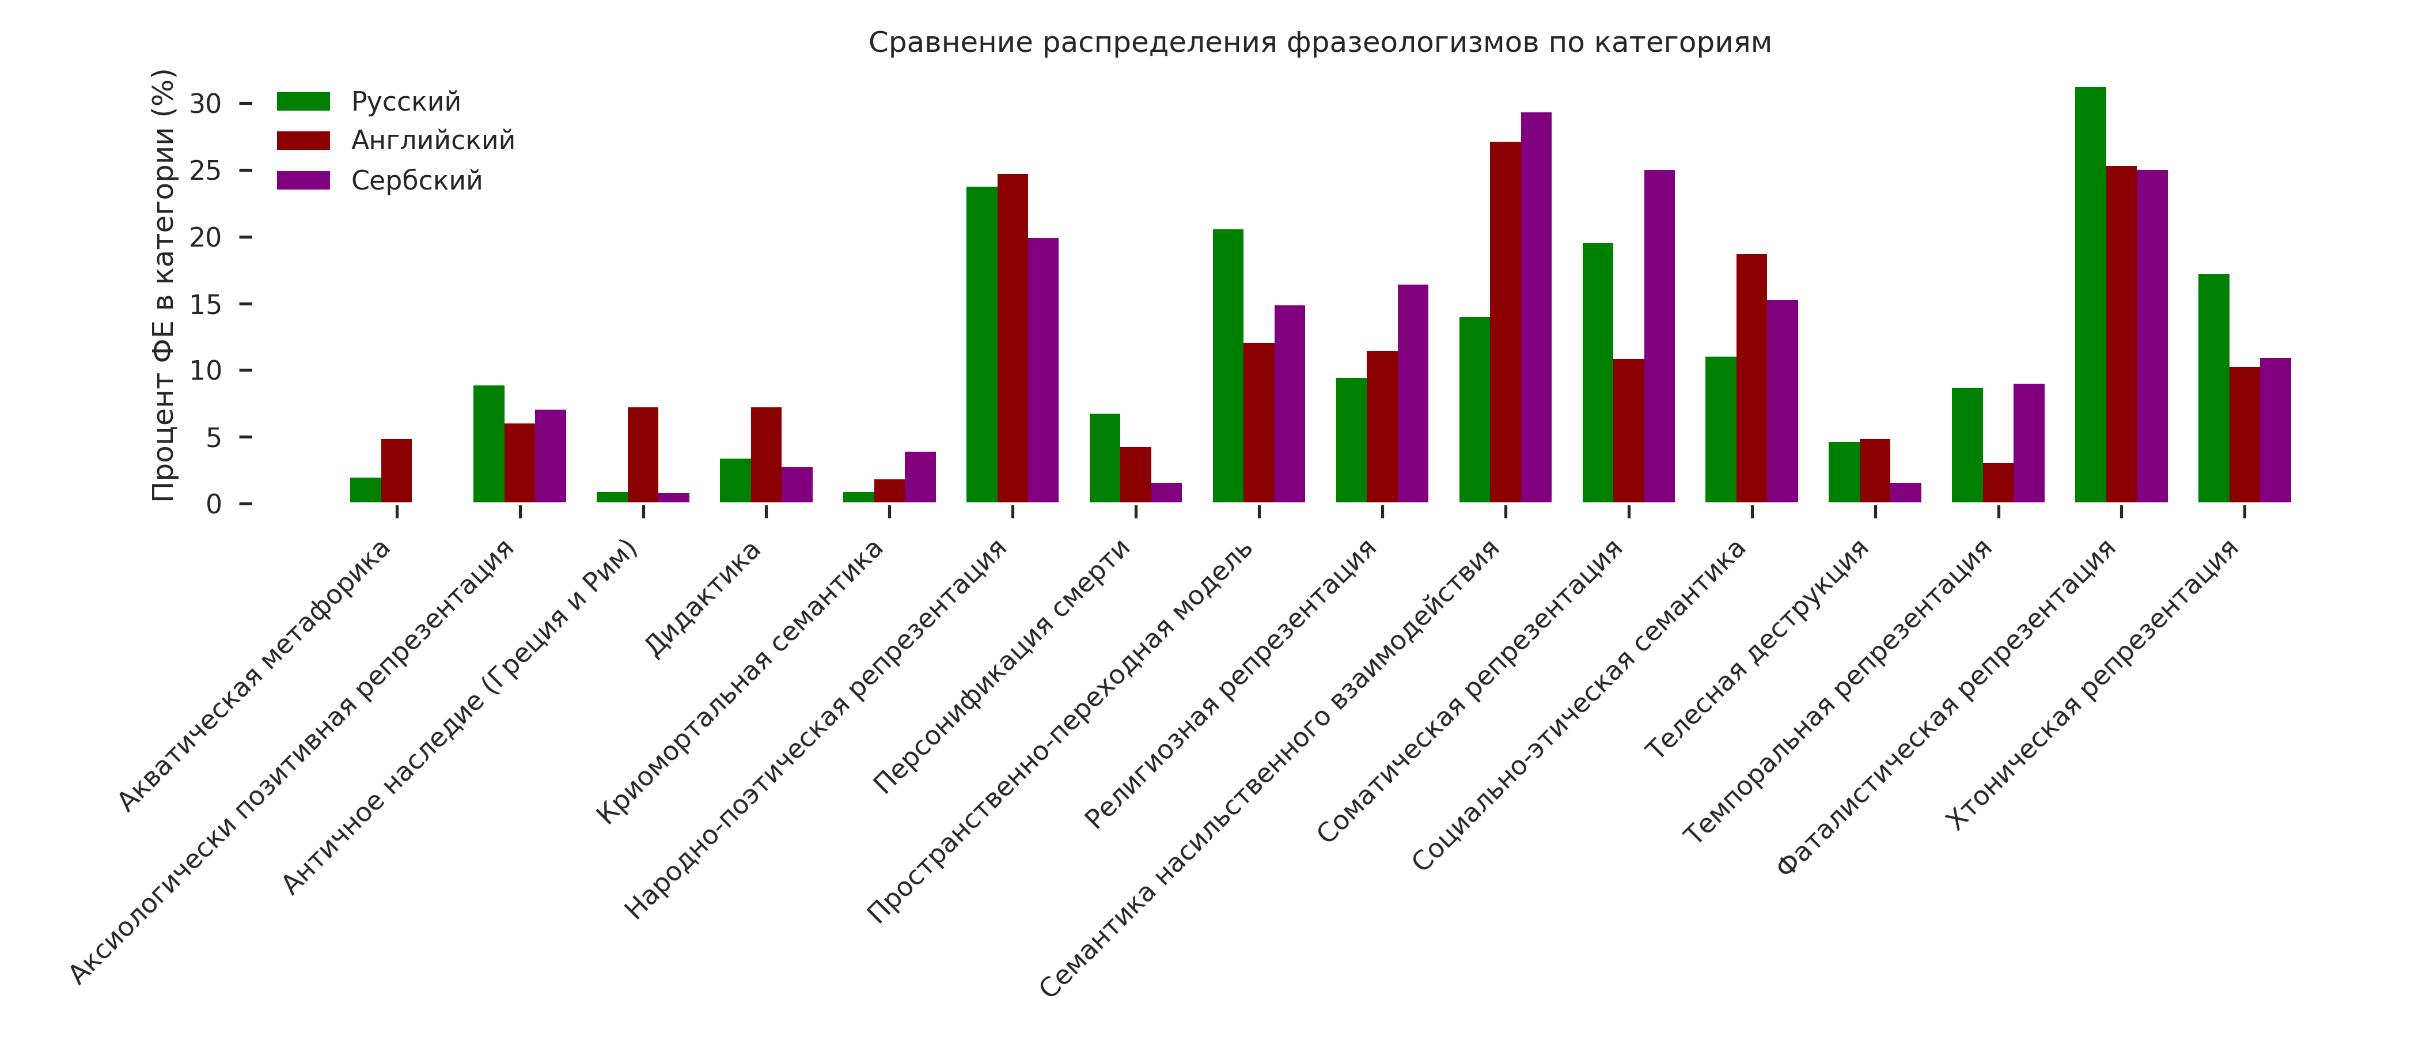 Сравнение распределения фразеологизмов по категориям
Процент ФЕ в категории (%)
30
25
20
15
10
5
0
Русский
Английский
Сербский
Акватическая метафорика
Аксиологически позитивная репрезентация
Античное наследие (Греция и Рим)
Дидактика
Криомортальная семантика
Народно-поэтическая репрезентация
Персонификация смерти
Пространственно-переходная модель
Религиозная репрезентация
Семантика насильственного взаимодействия
Соматическая репрезентация
Социально-этическая семантика
Телесная деструкция
Темпоральная репрезентация
Фаталистическая репрезентация
Хтоническая репрезентация